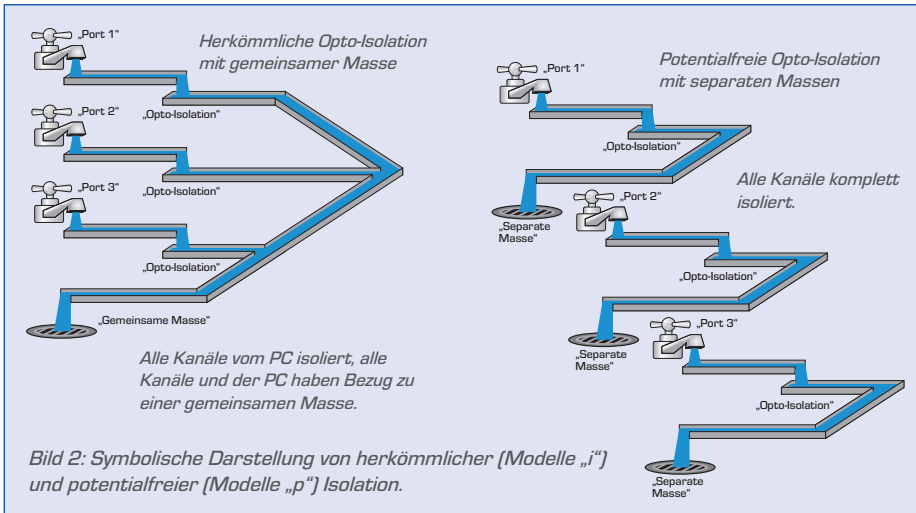 „Port 1“
Herkömmliche Opto-Isolation
mit gemeinsamer Masse
„Opto-Isolation“
„Port 2“
„Opto-Isolation“
„Port 3“
„Opto-Isolation“
„Gemeinsame Masse“
Alle Kanäle vom PC isoliert, alle
Kanäle und der PC haben Bezug zu
einer gemeinsamen Masse.
„Port 1“
Potentialfreie Opto-Isolation
mit separaten Massen
„Opto-Isolation“
Alle Kanäle komplett
isoliert.
„Separate
Masse“
„Port 2“
„Opto-Isolation“
„Separate
Masse“
„Port 3“
„Opto-Isolation“
„Separate
Masse“
Bild 2: Symbolische Darstellung von herkömmlicher (Modelle „i“)
und potentialfreier (Modelle „p“) Isolation.